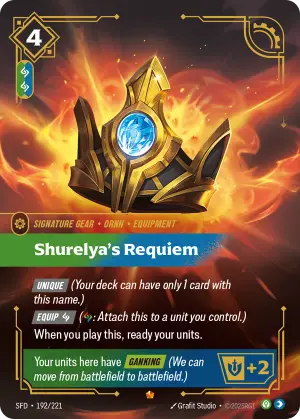 4
SIGNATURE GEAR • ORNN • EQUIPMENT
Shurelya's Requiem
UNIQUE (Your deck can have only 1 card with
this name.)
EQUIP (: Attach this to a unit you control.)
When you play this, ready your units.
Your units here have GANKING (We can
move from battlefield to battlefield.)
+2
SFD • 192/221
Grafit Studio • ©2025 RGI